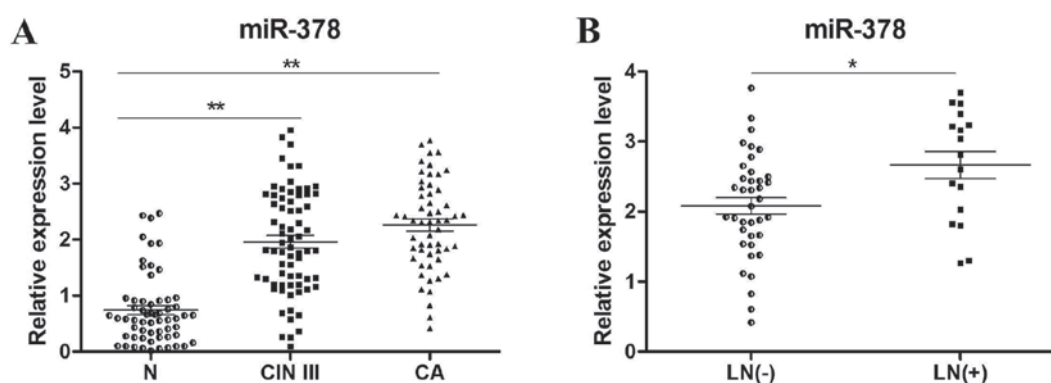 A
miR-378
Relative expression level
5
4
3
2
1
0
**
**
N
CIN III
CA
B
miR-378
Relative expression level
4
3
2
1
0
*
LN(-)
LN(+)